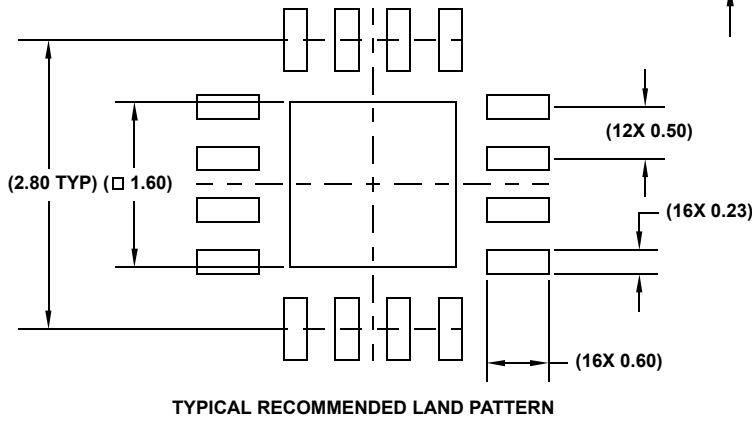 (12X 0.50)
(2.80 TYP) (□ 1.60)
(16X 0.23)
(16X 0.60)
TYPICAL RECOMMENDED LAND PATTERN